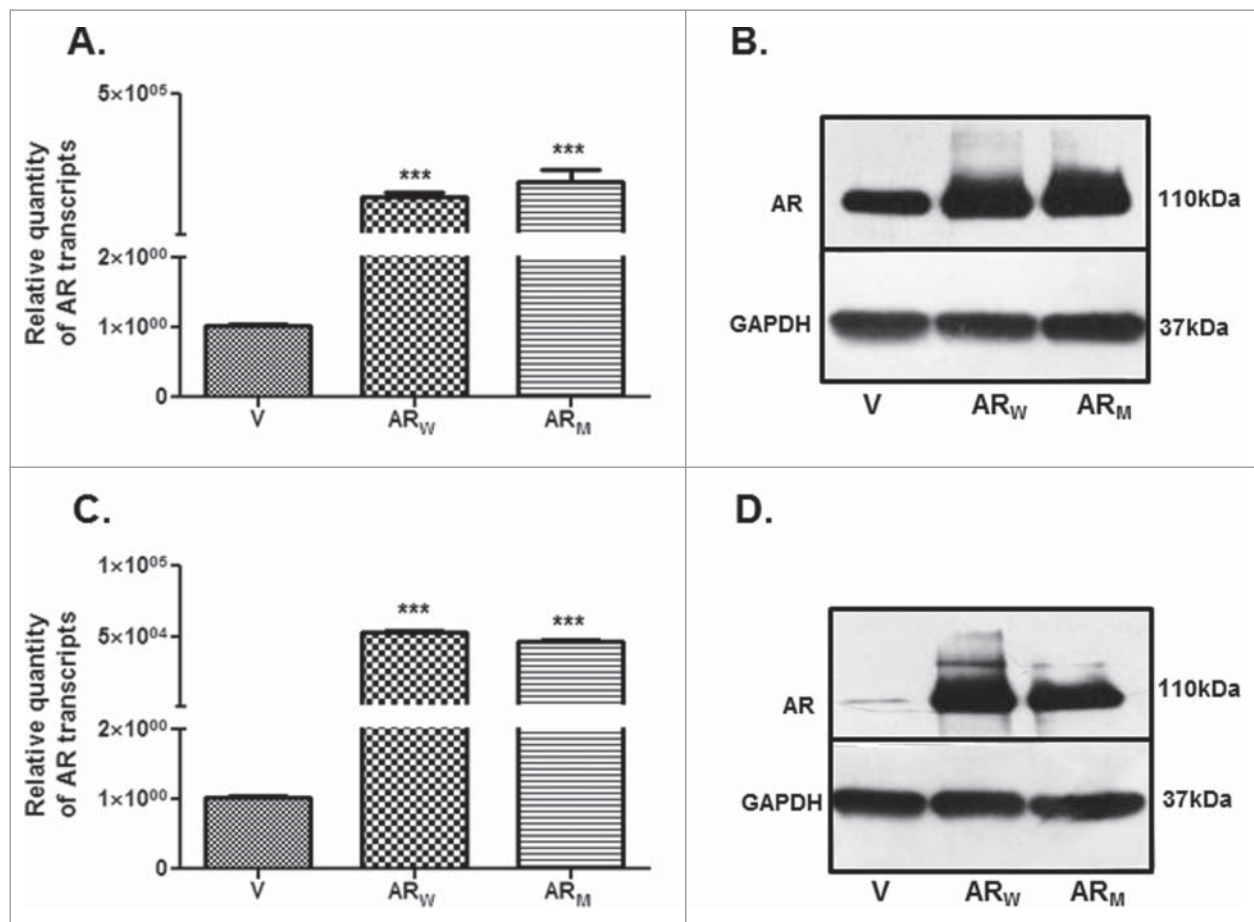 A.
Relative quantity
of AR transcripts
5×10⁰⁵
2×10⁰⁰
1×10⁰⁰
0
***
***
V AR_W AR_M
B.
AR 110kDa
GAPDH 37kDa
V AR_W AR_M
C.
Relative quantity
of AR transcripts
1×10⁰⁵
5×10⁰⁴
2×10⁰⁰
1×10⁰⁰
0
***
***
V AR_W AR_M
D.
AR 110kDa
GAPDH 37kDa
V AR_W AR_M